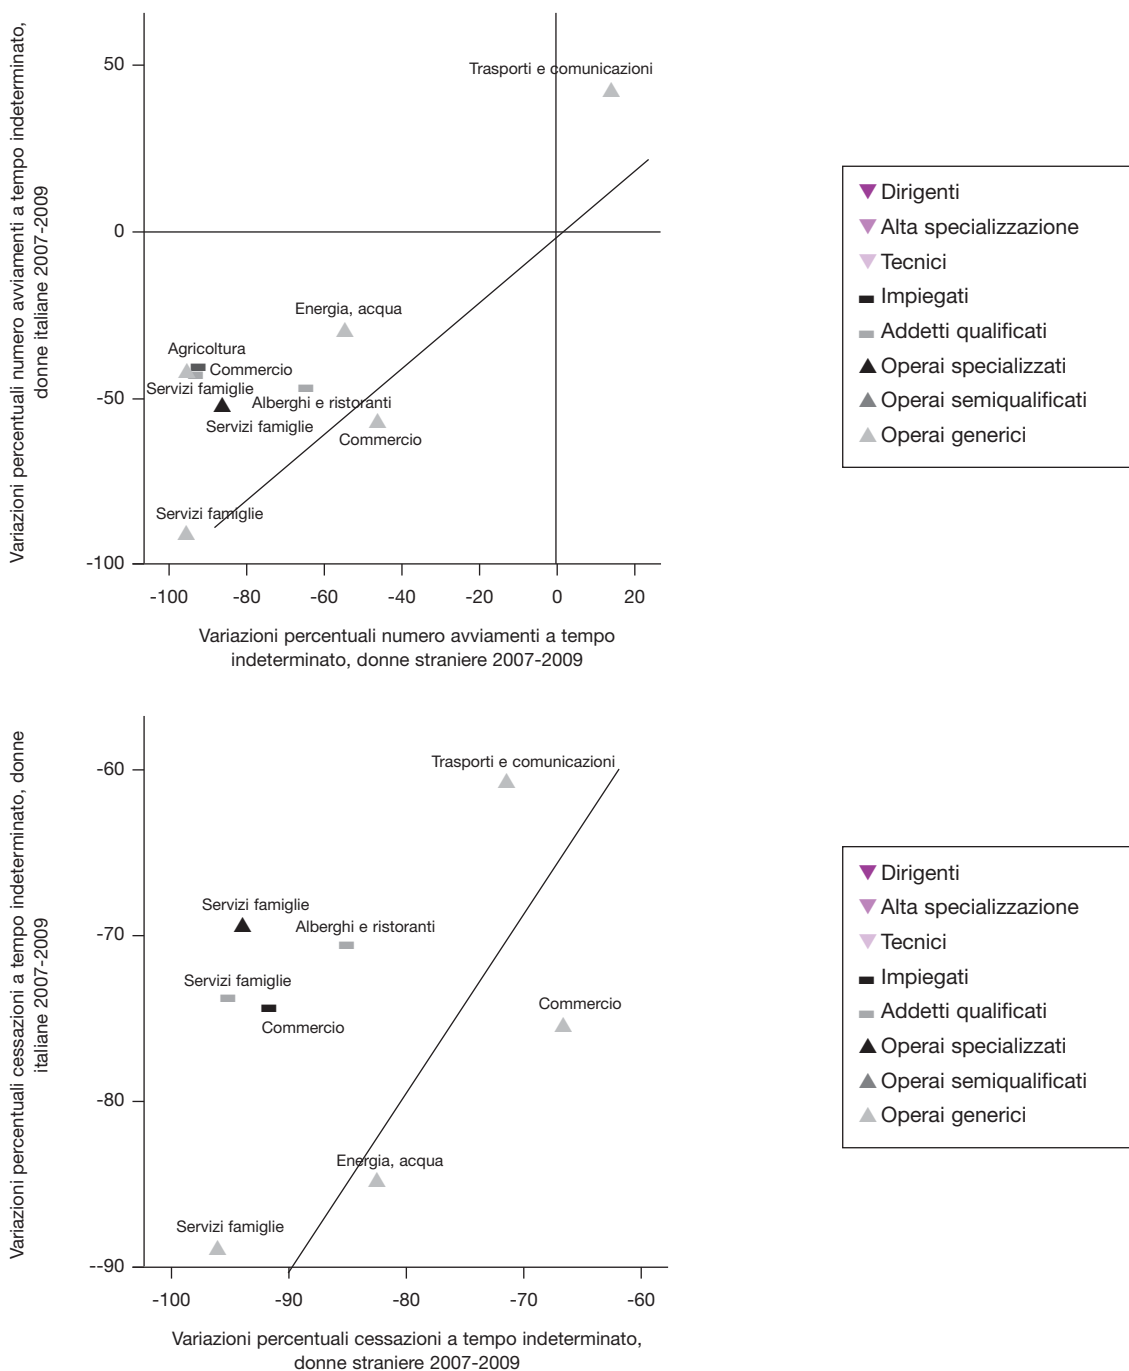 Variazioni percentuali numero avviamenti a tempo indeterminato,
donne italiane 2007-2009
50
0
-50
-100
Trasporti e comunicazioni
Energia, acqua
Agricoltura
Commercio
Servizi famiglie
Alberghi e ristoranti
Servizi famiglie
Commercio
Servizi famiglie
-100 -80 -60 -40 -20 0 20
Variazioni percentuali numero avviamenti a tempo
indeterminato, donne straniere 2007-2009
Dirigenti
Alta specializzazione
Tecnici
Impiegati
Addetti qualificati
Operai specializzati
Operai semiqualificati
Operai generici
Variazioni percentuali cessazioni a tempo indeterminato, donne
italiane 2007-2009
-60
-70
-80
--90
Trasporti e comunicazioni
Servizi famiglie
Alberghi e ristoranti
Servizi famiglie
Commercio
Commercio
Energia, acqua
Servizi famiglie
-100 -90 -80 -70 -60
Variazioni percentuali cessazioni a tempo indeterminato,
donne straniere 2007-2009
Dirigenti
Alta specializzazione
Tecnici
Impiegati
Addetti qualificati
Operai specializzati
Operai semiqualificati
Operai generici